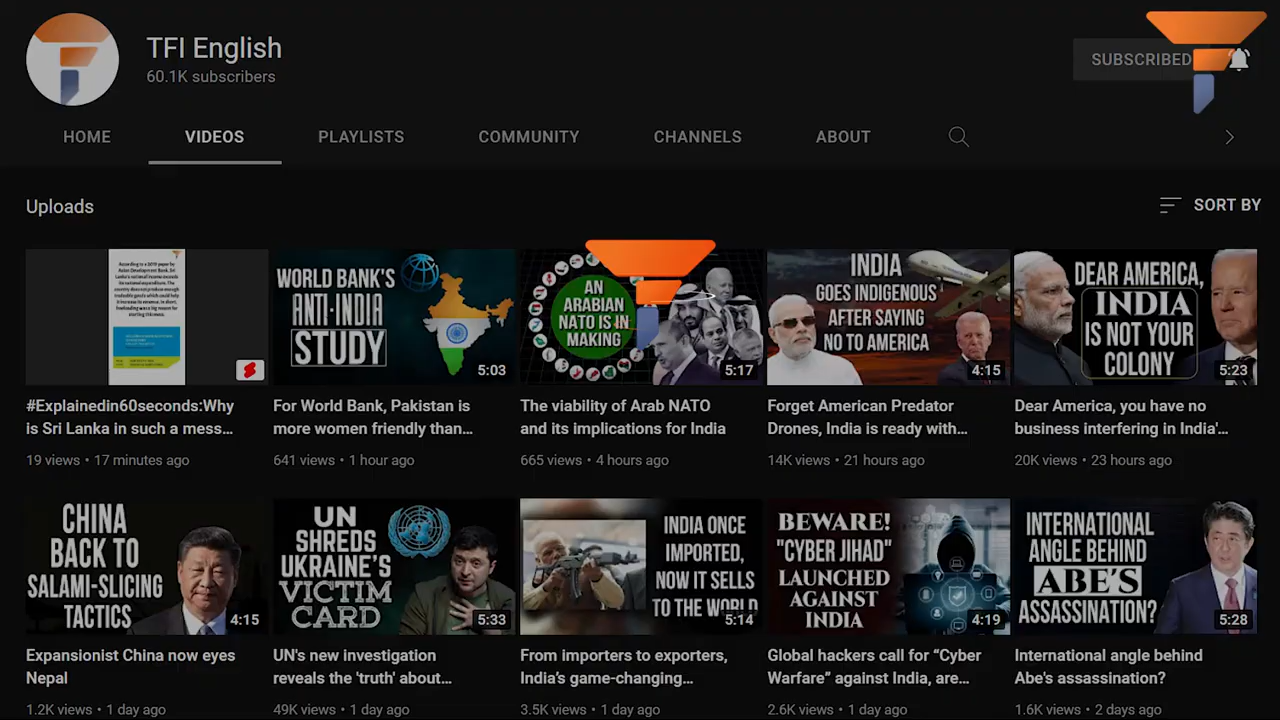 TFI English
60.1K subscribers
SUBSCRIBED
HOME
VIDEOS
PLAYLISTS
COMMUNITY
CHANNELS
ABOUT
Uploads
SORT BY
WORLD BANK'S
ANTI-INDIA
STUDY
5:03
AN
ARABIAN
NATO IS IN
MAKING
5:17
INDIA
GOES INDIGENOUS
AFTER SAYING
NO TO AMERICA
4:15
DEAR AMERICA,
INDIA
IS NOT YOUR
COLONY
5:23
#Explainedin60seconds:Why
is Sri Lanka in such a mess...
19 views • 17 minutes ago
For World Bank, Pakistan is
more women friendly than...
641 views • 1 hour ago
The viability of Arab NATO
and its implications for India
665 views • 4 hours ago
Forget American Predator
Drones, India is ready with...
14K views • 21 hours ago
Dear America, you have no
business interfering in India'...
20K views • 23 hours ago
CHINA
BACK TO
SALAMI-SLICING
TACTICS
4:15
UN
SHREDS
UKRAINE'S
VICTIM
CARD
5:33
INDIA ONCE
IMPORTED,
NOW IT SELLS
TO THE WORLD
5:14
BEWARE!
"CYBER JIHAD"
LAUNCHED
AGAINST
INDIA
4:19
INTERNATIONAL
ANGLE BEHIND
ABE'S
ASSASSINATION?
5:28
Expansionist China now eyes
Nepal
1.2K views • 1 day ago
UN's new investigation
reveals the 'truth' about...
49K views • 1 day ago
From importers to exporters,
India's game-changing...
3.5K views • 1 day ago
Global hackers call for “Cyber
Warfare” against India, are...
2.6K views • 1 day ago
International angle behind
Abe's assassination?
1.6K views • 2 days ago